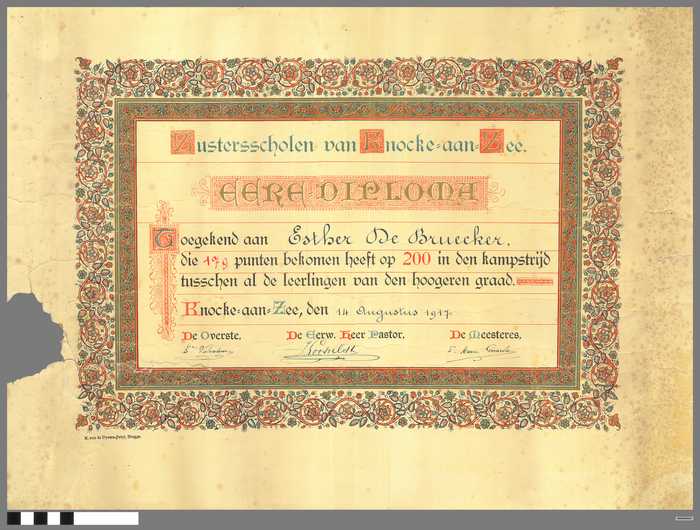 Zustersscholen van Knocke-aan-Zee.
EERE-DIPLOMA
Toegekend aan Esther De Bruecker.
die 179 punten bekomen heeft op 200 in den kampstrijd
tusschen al de leerlingen van den hoogeren graad.
Knocke-aan-Zee, den 14 Augustus 1917.
De Overste, De Eerw. Heer Pastor, De Meesteres,
Brugge.